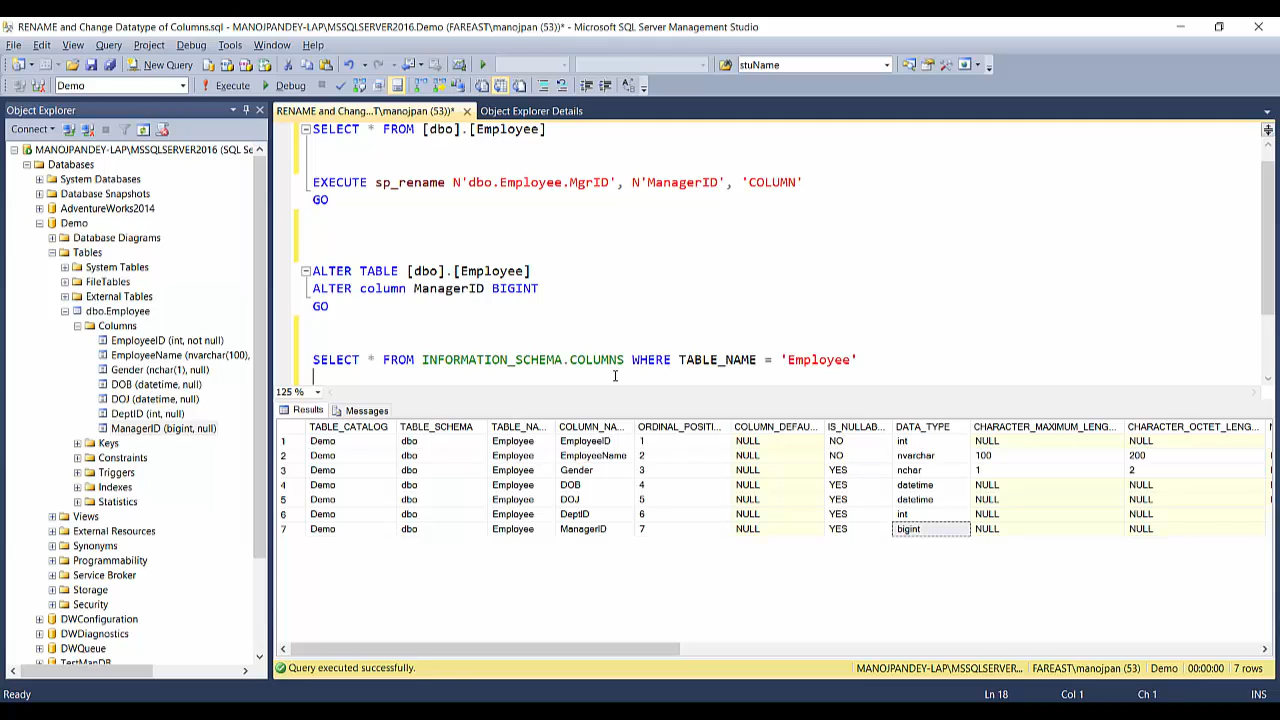 RENAME and Change Datatype of Columns.sql - MANOJPANDEY-LAP\MSSQLSERVER2016.Demo (FAREAST\manojpan (53))* - Microsoft SQL Server Management Studio
File Edit View Query Project Debug Tools Window Help
New Query stuName
Demo Execute Debug
Object Explorer
RENAME and Chang...T\manojpan (53))* Object Explorer Details
Connect
MANOJPANDEY-LAP\MSSQLSERVER2016 (SQL Se
Databases
System Databases
Database Snapshots
AdventureWorks2014
Demo
Database Diagrams
Tables
System Tables
FileTables
External Tables
dbo.Employee
Columns
EmployeeID (int, not null)
EmployeeName (nvarchar(100),
Gender (nchar(1), null)
DOB (datetime, null)
DOJ (datetime, null)
DeptID (int, null)
ManagerID (bigint, null)
Keys
Constraints
Triggers
Indexes
Statistics
Views
External Resources
Synonyms
Programmability
Service Broker
Storage
Security
DWConfiguration
DWDiagnostics
DWQueue
TestManDB
SELECT * FROM [dbo].[Employee]
EXECUTE sp_rename N'dbo.Employee.MgrID', N'ManagerID', 'COLUMN'
GO
ALTER TABLE [dbo].[Employee]
ALTER column ManagerID BIGINT
GO
SELECT * FROM INFORMATION_SCHEMA.COLUMNS WHERE TABLE_NAME = 'Employee'
125 %
Results Messages
TABLE_CATALOG TABLE_SCHEMA TABLE_NA... COLUMN_NA... ORDINAL_POSITI... COLUMN_DEFAU... IS_NULLAB... DATA_TYPE CHARACTER_MAXIMUM_LENG... CHARACTER_OCTET_LENG...
1 Demo dbo Employee EmployeeID 1 NULL NO int NULL NULL
2 Demo dbo Employee EmployeeName 2 NULL NO nvarchar 100 200
3 Demo dbo Employee Gender 3 NULL YES nchar 1 2
4 Demo dbo Employee DOB 4 NULL YES datetime NULL NULL
5 Demo dbo Employee DOJ 5 NULL YES datetime NULL NULL
6 Demo dbo Employee DeptID 6 NULL YES int NULL NULL
7 Demo dbo Employee ManagerID 7 NULL YES bigint NULL NULL
Query executed successfully. MANOJPANDEY-LAP\MSSQLSERVER... FAREAST\manojpan (53) Demo 00:00:00 7 rows
Ready Ln 18 Col 1 Ch 1 INS